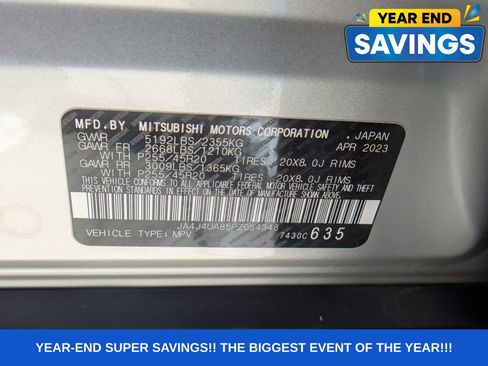 YEAR END
SAVINGS
MFD.BY MITSUBISHI MOTORS CORPORATION . JAPAN
GVWR 5192LBS/2355KG APR 2023
GAWR FR 2668LBS/1210KG
WITH P255/45R20 TIRES, 20X8.0J RIMS
GAWR RR 3009LBS/1365KG
WITH P255/45R20 TIRES, 20X8.0J RIMS
THIS VEHICLE CONFORMS TO ALL APPLICABLE FEDERAL MOTOR VEHICLE SAFETY, BUMPER AND THEFT
PREVENTION STANDARDS IN EFFECT ON THE DATE OF MANUFACTURE SHOWN ABOVE.
JA4J4UA85PZ054348
VEHICLE TYPE: MPV 7430C 635
YEAR-END SUPER SAVINGS!! THE BIGGEST EVENT OF THE YEAR!!!